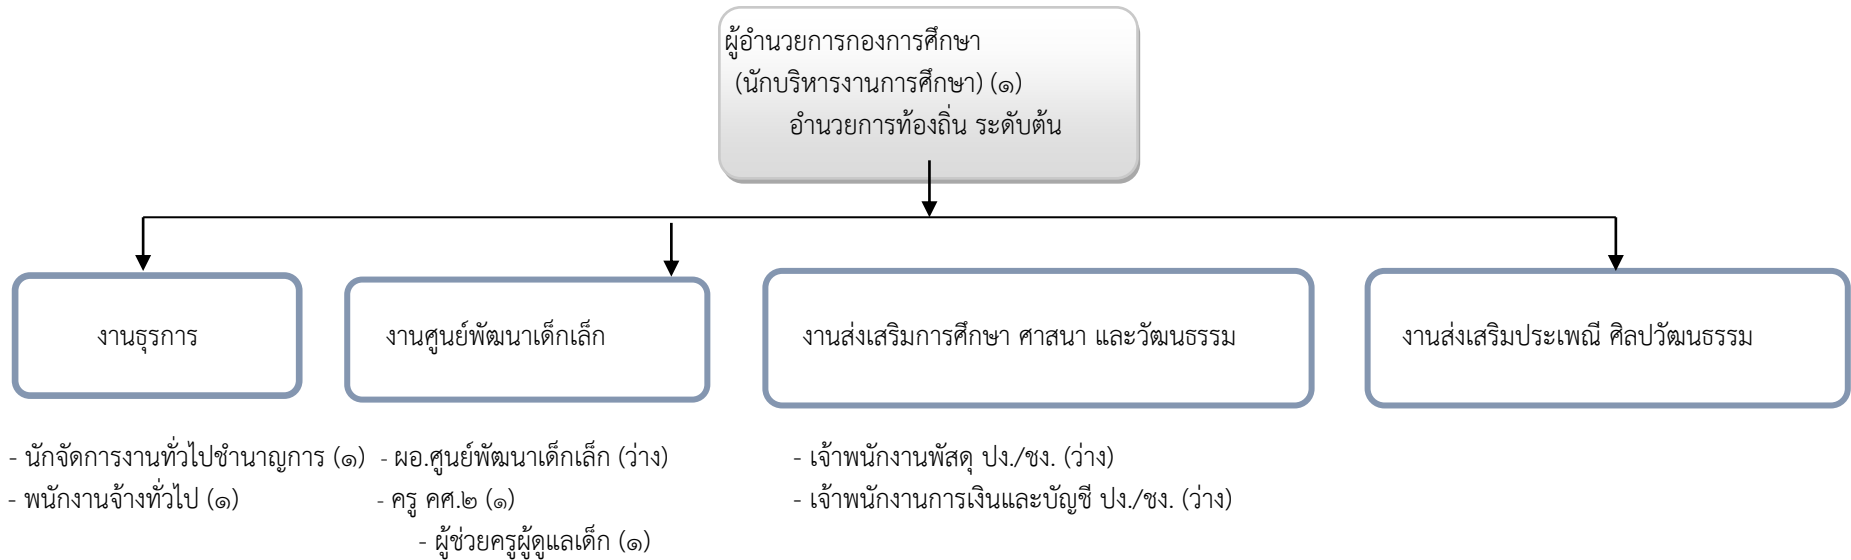 ผู้อำนวยการกองการศึกษา
(นักบริหารงานการศึกษา) (๑)
อำนวยการท้องถิ่น ระดับต้น
งานธุรการ
งานศูนย์พัฒนาเด็กเล็ก
งานส่งเสริมการศึกษา ศาสนา และวัฒนธรรม
งานส่งเสริมประเพณี ศิลปวัฒนธรรม
- นักจัดการงานทั่วไปชำนาญการ (๑)
- พนักงานจ้างทั่วไป (๑)
- ผอ.ศูนย์พัฒนาเด็กเล็ก (ว่าง)
- ครู คศ.๒ (๑)
- ผู้ช่วยครูผู้ดูแลเด็ก (๑)
- เจ้าพนักงานพัสดุ ปง./ชง. (ว่าง)
- เจ้าพนักงานการเงินและบัญชี ปง./ชง. (ว่าง)